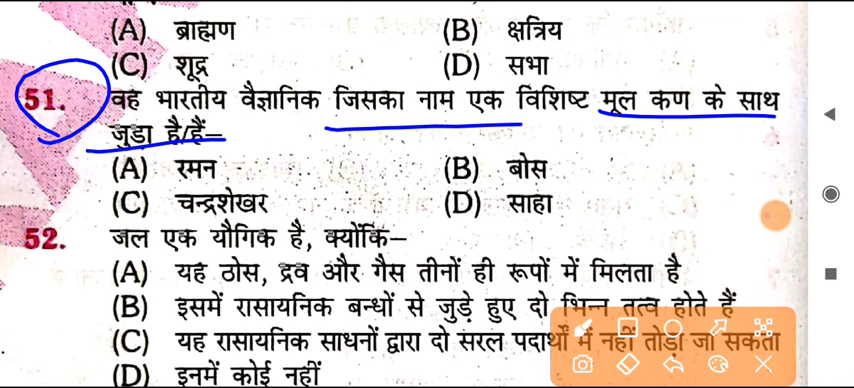 (A) ब्राह्मण (B) क्षत्रिय
(C) शूद्र (D) सभा
51. वह भारतीय वैज्ञानिक जिसका नाम एक विशिष्ट मूल कण के साथ
जुड़ा है/हैं–
(A) रमन (B) बोस
(C) चन्द्रशेखर (D) साहा
52. जल एक यौगिक है, क्योंकि–
(A) यह ठोस, द्रव और गैस तीनों ही रूपों में मिलता है
(B) इसमें रासायनिक बन्धों से जुड़े हुए दो भिन्न तत्व होते हैं
(C) यह रासायनिक साधनों द्वारा दो सरल पदार्थों में नहीं तोड़ा जा सकता
(D) इनमें कोई नहीं